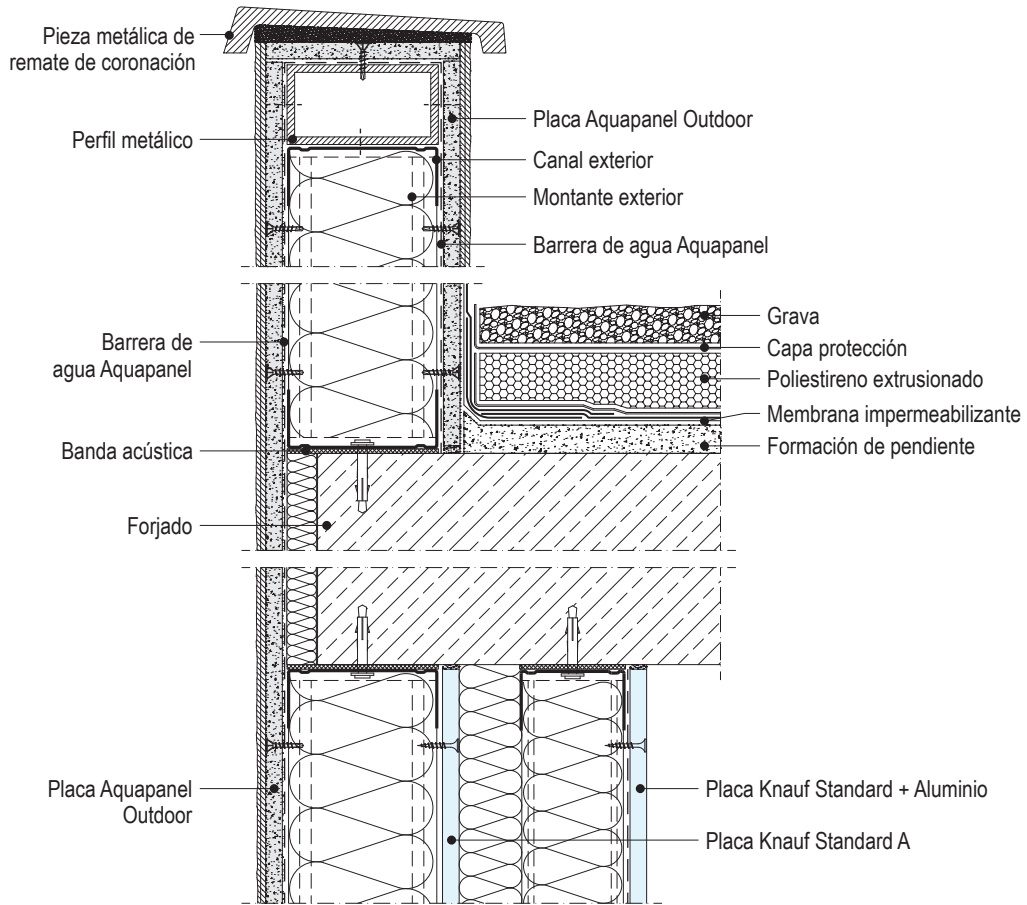 Pieza metálica de
remate de coronación
Perfil metálico
Placa Aquapanel Outdoor
Canal exterior
Montante exterior
Barrera de agua Aquapanel
Barrera de
agua Aquapanel
Grava
Capa protección
Poliestireno extrusionado
Membrana impermeabilizante
Formación de pendiente
Banda acústica
Forjado
Placa Aquapanel
Outdoor
Placa Knauf Standard + Aluminio
Placa Knauf Standard A